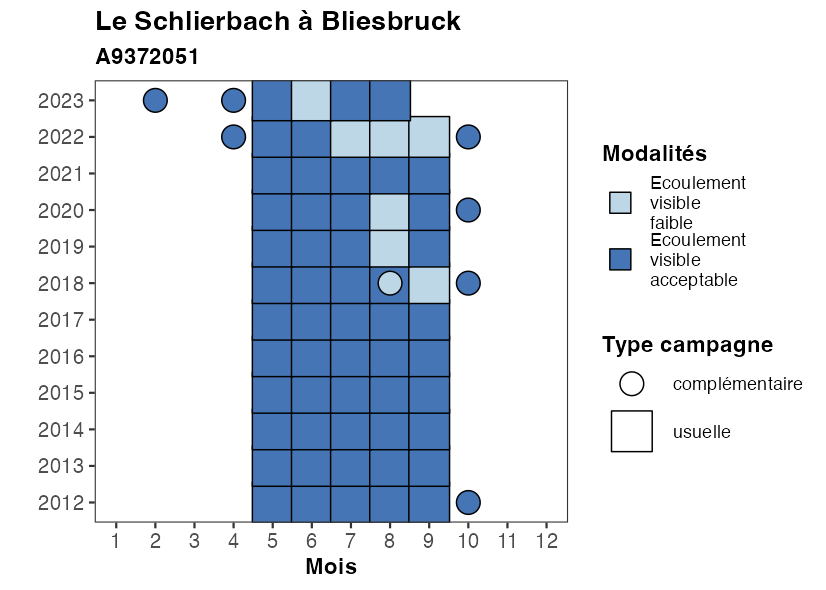 Le Schlierbach à Bliesbruck
A9372051
2023
2022
2021
2020
2019
2018
2017
2016
2015
2014
2013
2012
1 2 3 4 5 6 7 8 9 10 11 12
Mois
Modalités
Ecoulement
visible
faible
Ecoulement
visible
acceptable
Type campagne
complémentaire
usuelle